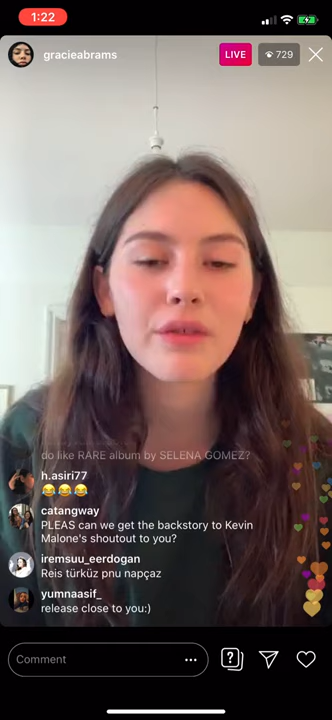 1:22
gracieabrams
LIVE
729
do like RARE album by SELENA GOMEZ?
h.asiri77
😂😂😂
catangway
PLEAS can we get the backstory to Kevin
Malone's shoutout to you?
iremsuu_eerdogan
Reis türküz pnu napçaz
yumnaasif_
release close to you:)
Comment